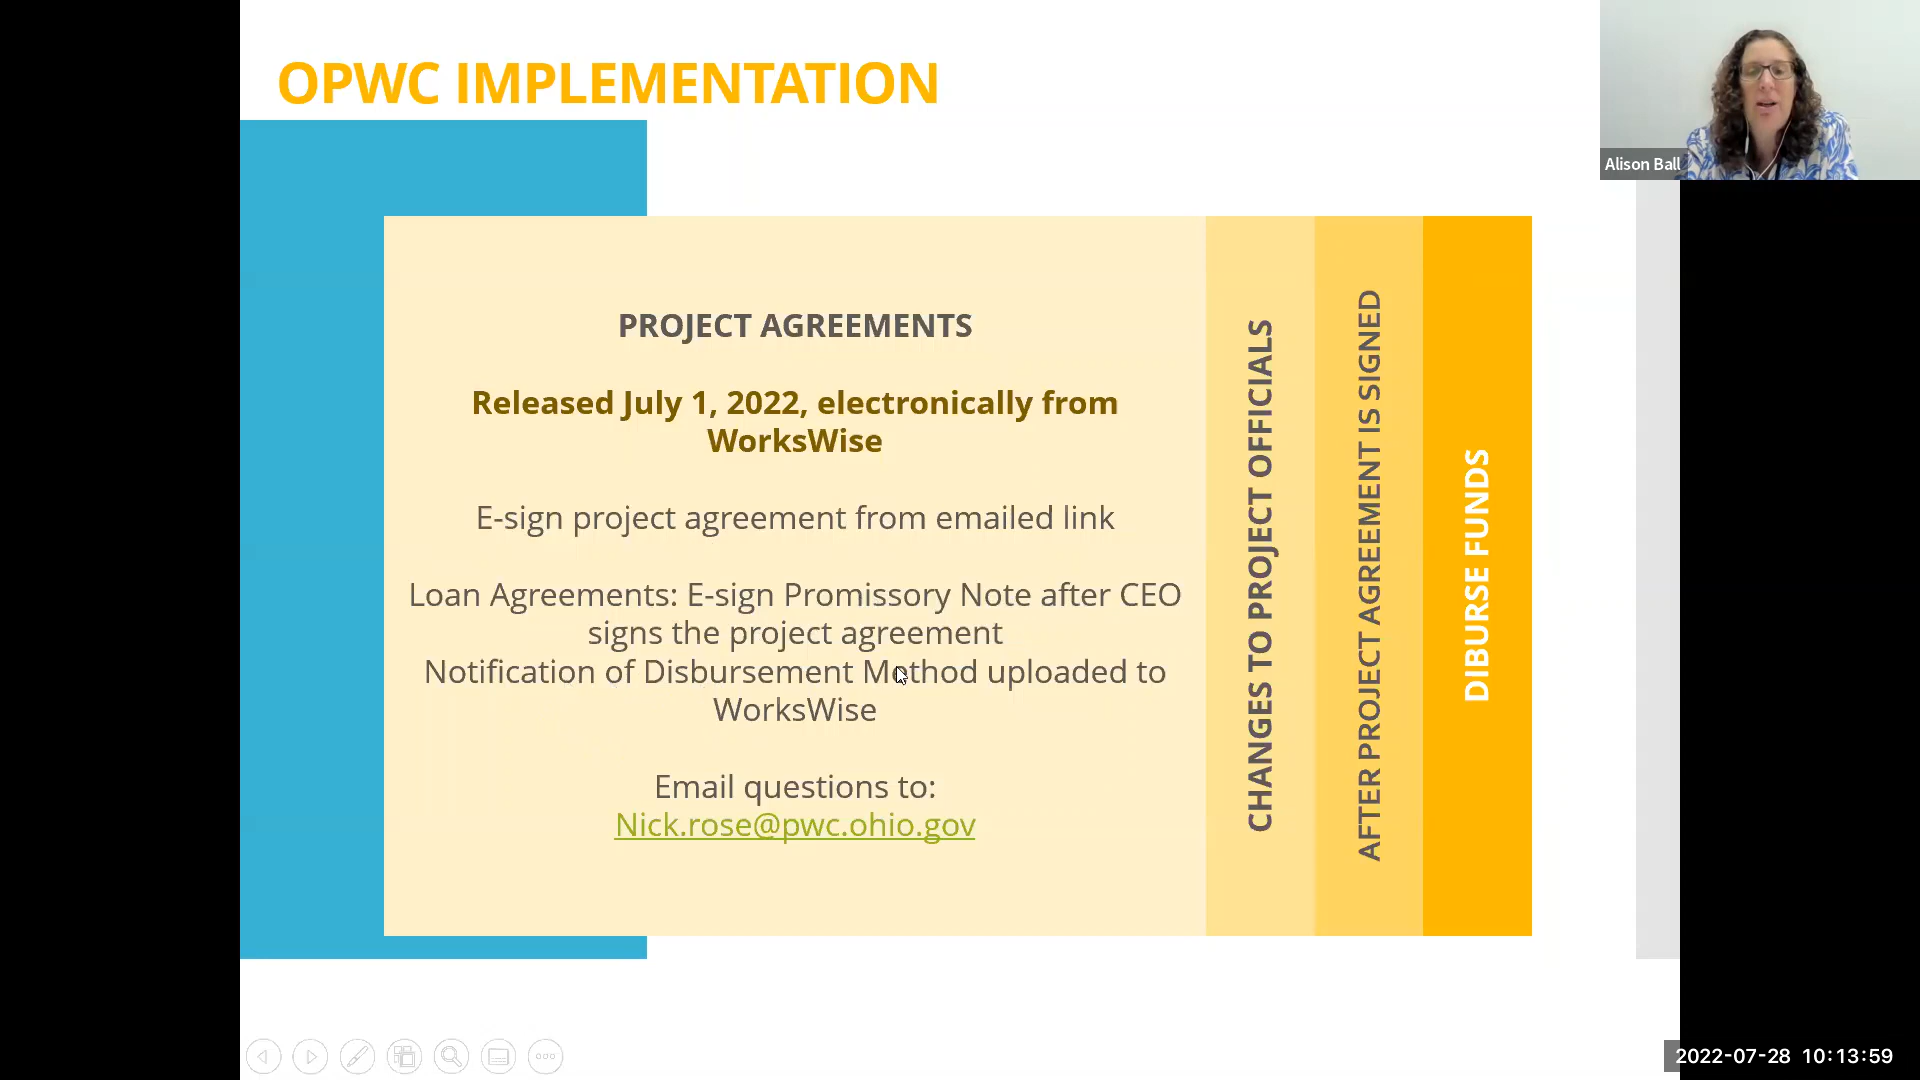 OPWC IMPLEMENTATION
Alison Ball
PROJECT AGREEMENTS
Released July 1, 2022, electronically from
WorksWise
E-sign project agreement from emailed link
Loan Agreements: E-sign Promissory Note after CEO
signs the project agreement
Notification of Disbursement Method uploaded to
WorksWise
Email questions to:
Nick.rose@pwc.ohio.gov
CHANGES TO PROJECT OFFICIALS
AFTER PROJECT AGREEMENT IS SIGNED
DIBURSE FUNDS
2022-07-28 10:13:59